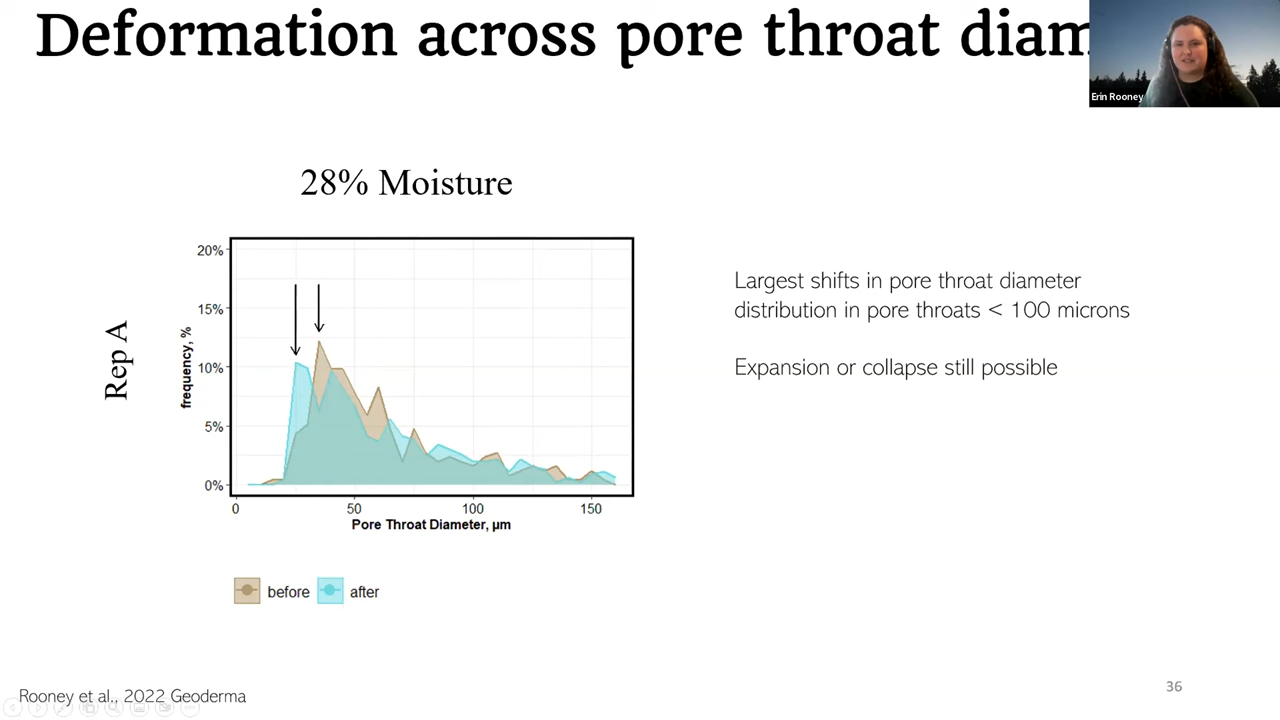 Deformation across pore throat diam
Erin Rooney
28% Moisture
Rep A
frequency, %
20%
15%
10%
5%
0%
0 50 100 150
Pore Throat Diameter, µm
before after
Largest shifts in pore throat diameter
distribution in pore throats < 100 microns
Expansion or collapse still possible
Rooney et al., 2022 Geoderma
36